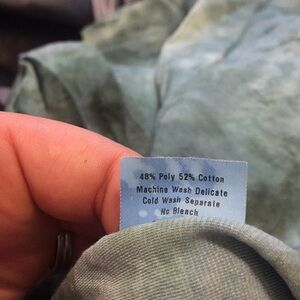 48% Poly 52% Cotton
Machine Wash Delicate
Cold Wash Separate
No Bleach